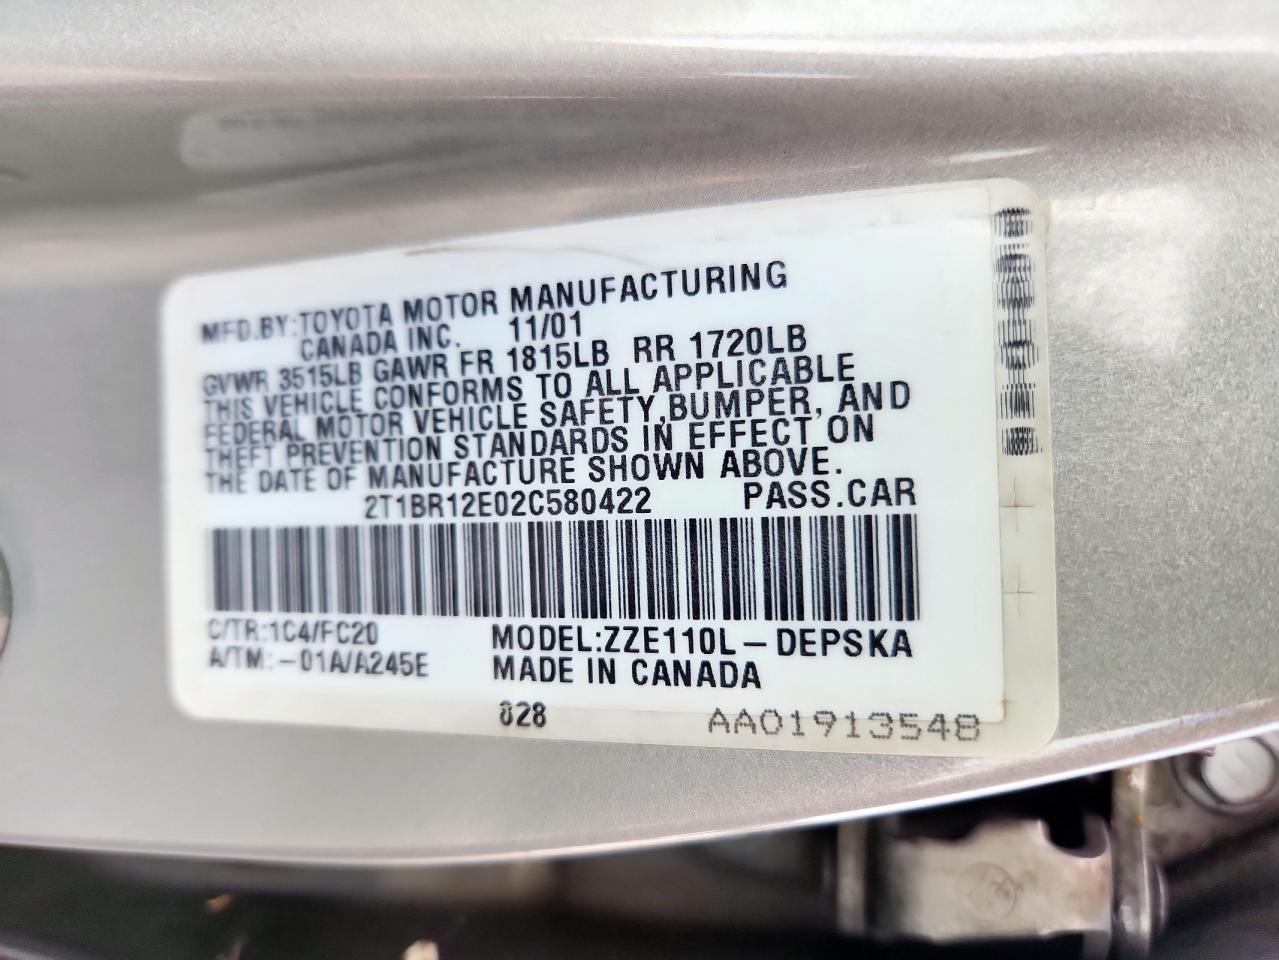 MFD.BY:TOYOTA MOTOR MANUFACTURING
CANADA INC. 11/01
GVWR 3515LB GAWR FR 1815LB RR 1720LB
THIS VEHICLE CONFORMS TO ALL APPLICABLE
FEDERAL MOTOR VEHICLE SAFETY,BUMPER, AND
THEFT PREVENTION STANDARDS IN EFFECT ON
THE DATE OF MANUFACTURE SHOWN ABOVE.
2T1BR12E02C580422 PASS.CAR
C/TR:1C4/FC20 MODEL:ZZE110L-DEPSKA
A/TM:-01A/A245E MADE IN CANADA
828 AA01913548